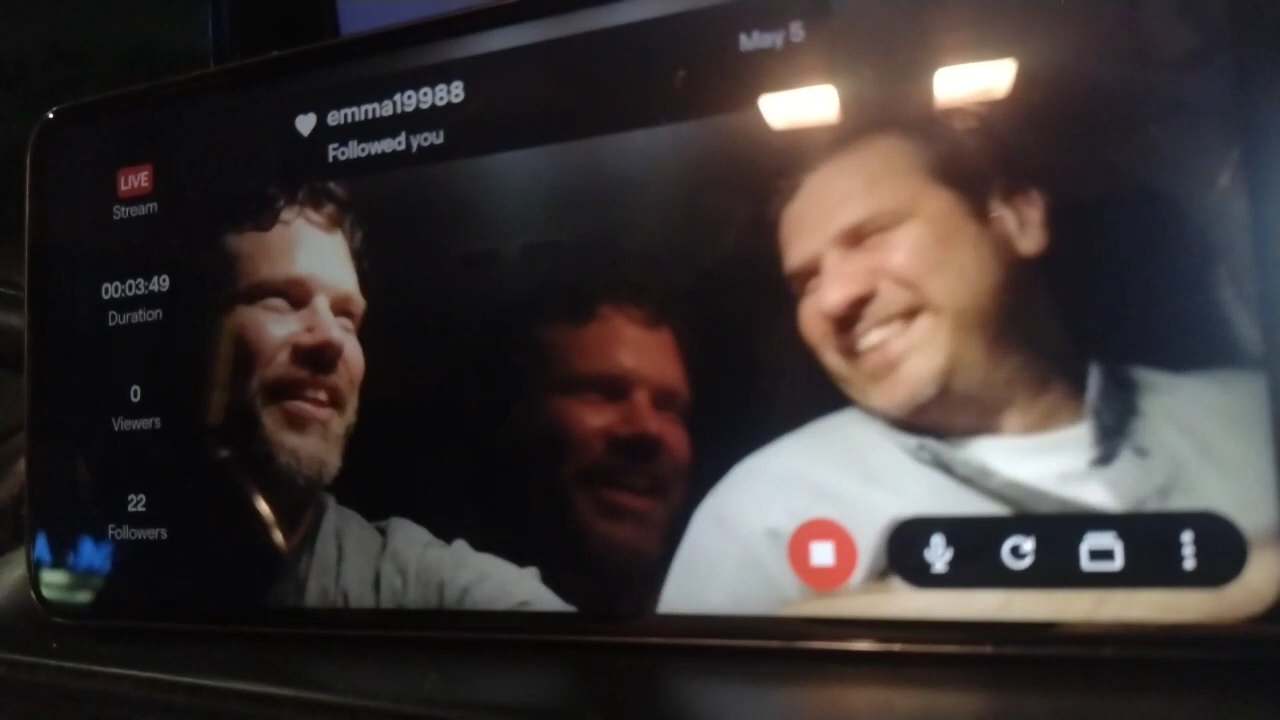 May 5
emma19988
Followed you
LIVE
Stream
00:03:49
Duration
0
Viewers
22
Followers